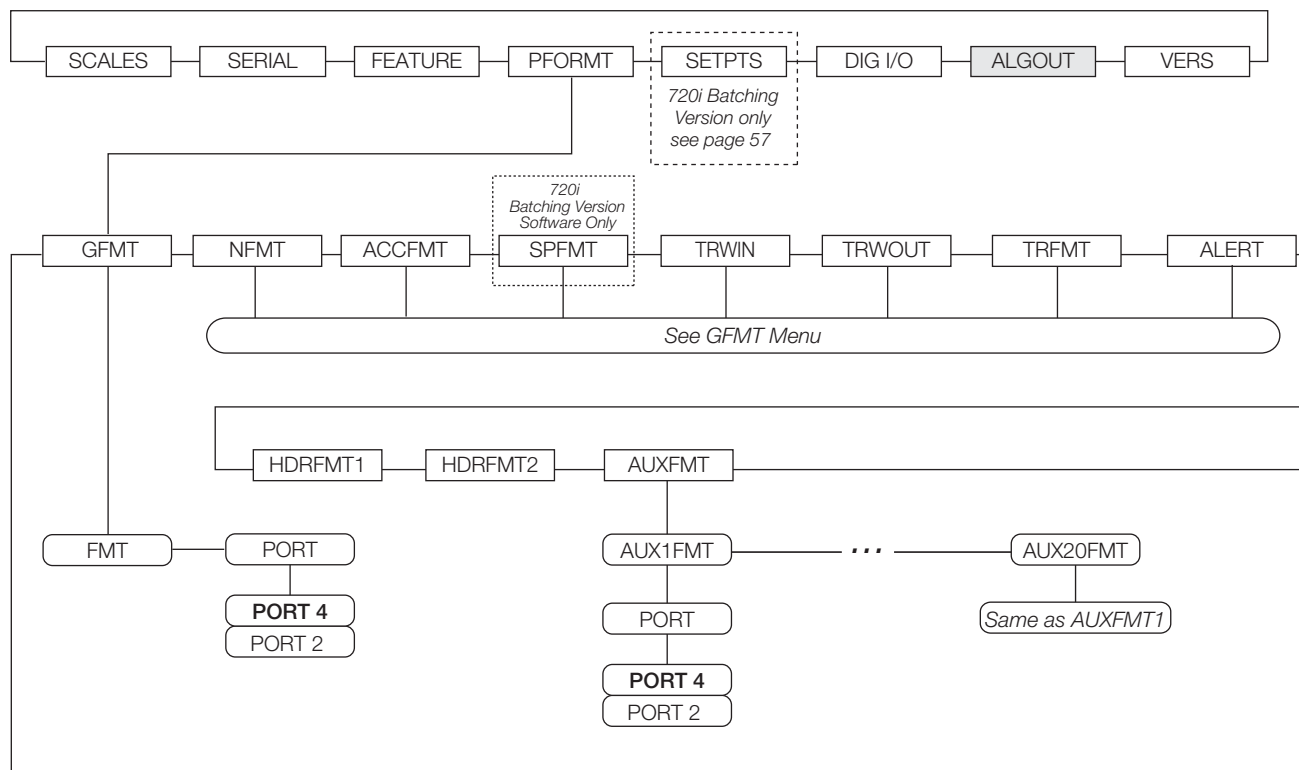 SCALES
SERIAL
FEATURE
PFORMT
SETPTS
DIG I/O
ALGOUT
VERS
720i Batching
Version only
see page 57
720i
Batching Version
Software Only
GFMT
NFMT
ACCFMT
SPFMT
TRWIN
TRWOUT
TRFMT
ALERT
See GFMT Menu
HDRFMT1
HDRFMT2
AUXFMT
FMT
PORT
AUX1FMT
...
AUX20FMT
PORT 4
PORT 2
PORT
Same as AUXFMT1
PORT 4
PORT 2